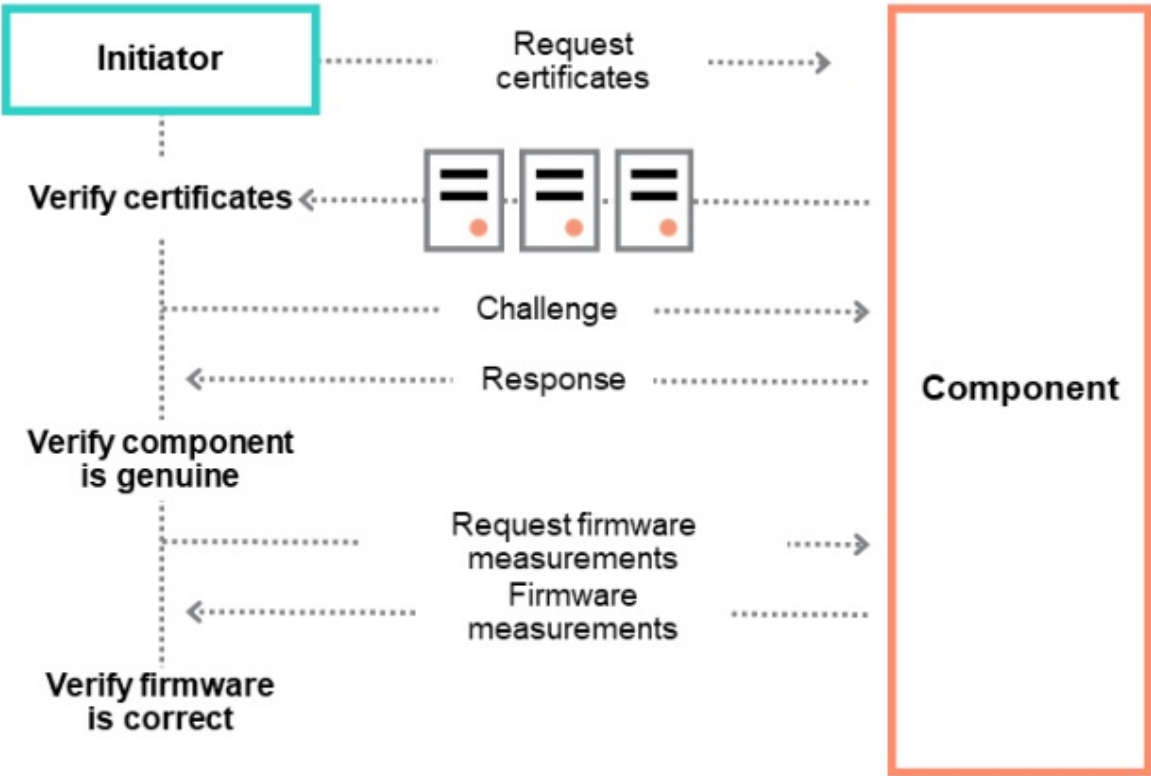 Initiator
Request
certificates
Verify certificates
Challenge
Response
Component
Verify component
is genuine
Request firmware
measurements
Firmware
measurements
Verify firmware
is correct